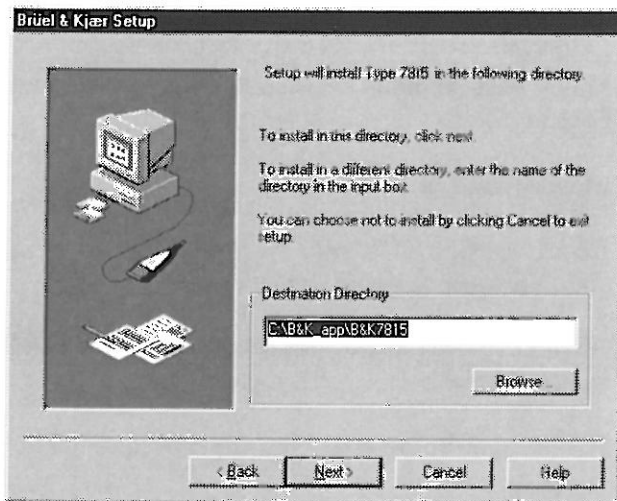 Brüel & Kjær Setup
Setup will install Type 7815 in the following directory.
To install in this directory, click next
To install in a different directory, enter the name of the
directory in the input box.
You can choose not to install by clicking Cancel to exit
setup.
Destination Directory
C:\B&K_app\B&K7815
Browse...
< Back
Next >
Cancel
Help